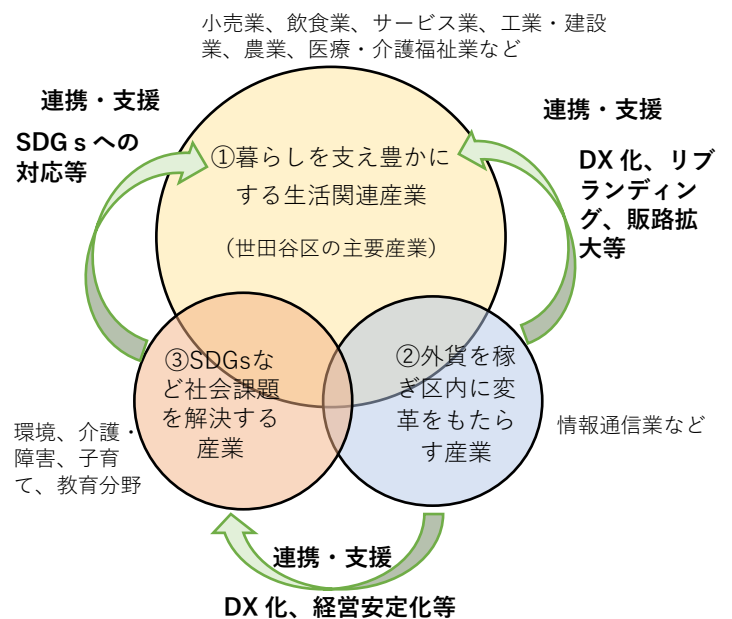 小売業、飲食業、サービス業、工業・建設
業、農業、医療・介護福祉業など
連携・支援
SDGｓへの
対応等
連携・支援
DX 化、リブ
ランディン
グ、販路拡
大等
①暮らしを支え豊かに
する生活関連産業
（世田谷区の主要産業）
③SDGsな
ど社会課題
を解決する
産業
②外貨を稼
ぎ区内に変
革をもたら
す産業
環境、介護・
障害、子育
て、教育分野
情報通信業など
連携・支援
DX 化、経営安定化等